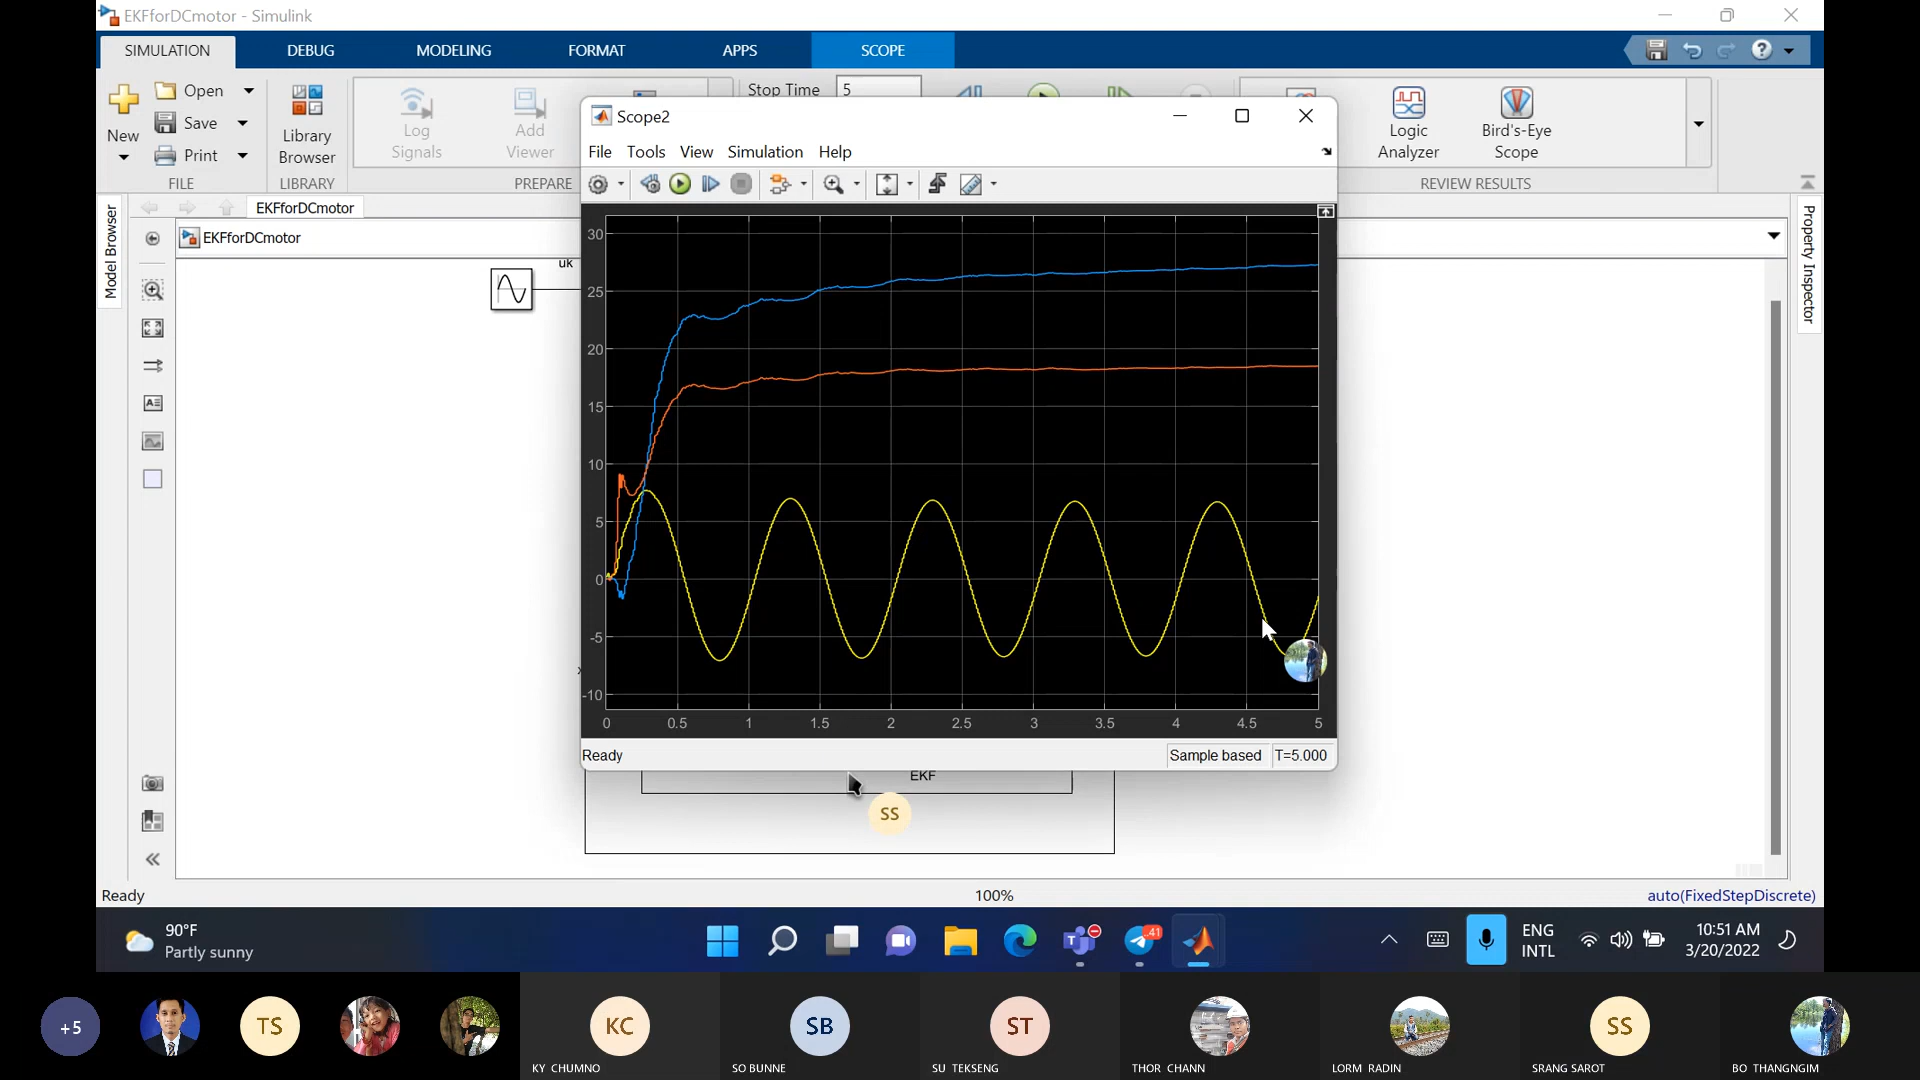 EKFforDCmotor - Simulink
SIMULATION DEBUG MODELING FORMAT APPS SCOPE
New
Open
Save
Print
FILE
Library
Browser
LIBRARY
Log
Signals
Add
Viewer
PREPARE
Stop Time 5
Logic
Analyzer
Bird's-Eye
Scope
REVIEW RESULTS
Model Browser
EKFforDCmotor
EKFforDCmotor
Property Inspector
uk
Scope2
File Tools View Simulation Help
30
25
20
15
10
5
0
-5
-10
0 0.5 1 1.5 2 2.5 3 3.5 4 4.5 5
Ready Sample based T=5.000
EKF
SS
Ready 100% auto(FixedStepDiscrete)
90°F
Partly sunny
41
ENG
INTL
10:51 AM
3/20/2022
+5 TS KC SB ST SS
KY CHUMNO SO BUNNE SU TEKSENG THOR CHANN LORM RADIN SRANG SAROT BO THANGNGIM